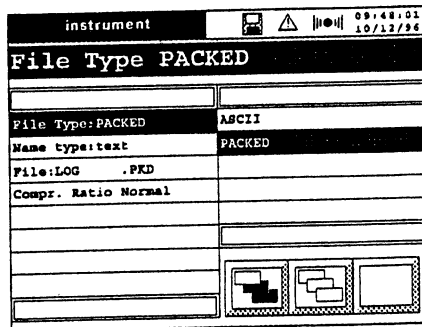 instrument
09:48:01
10/12/96
File Type PACKED
File Type:PACKED
Name type:text
File:LOG .PKD
Compr. Ratio Normal
ASCII
PACKED